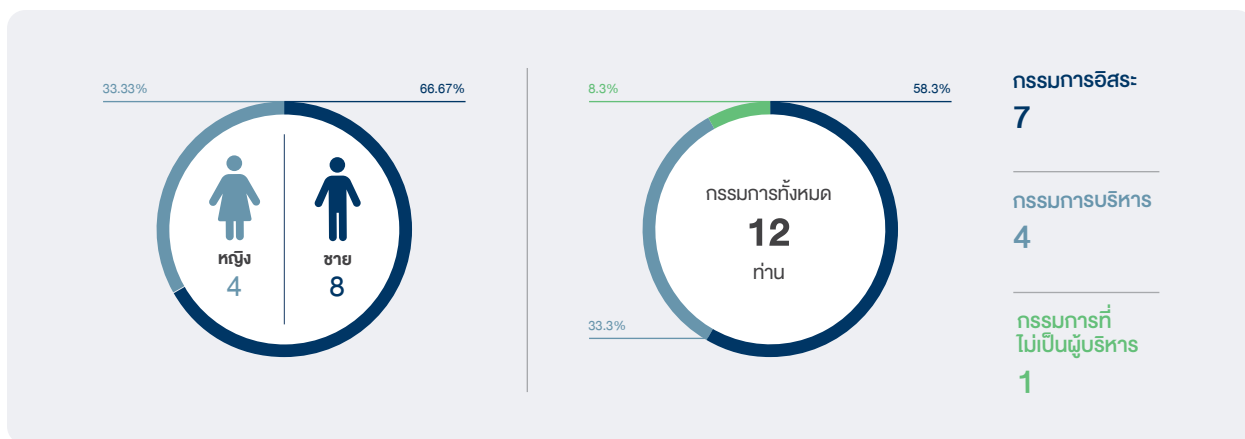 33.33%
66.67%
หญิง
4
ชาย
8
8.3%
58.3%
กรรมการทั้งหมด
12
ท่าน
33.3%
กรรมการอิสระ
7
กรรมการบริหาร
4
กรรมการที่
ไม่เป็นผู้บริหาร
1